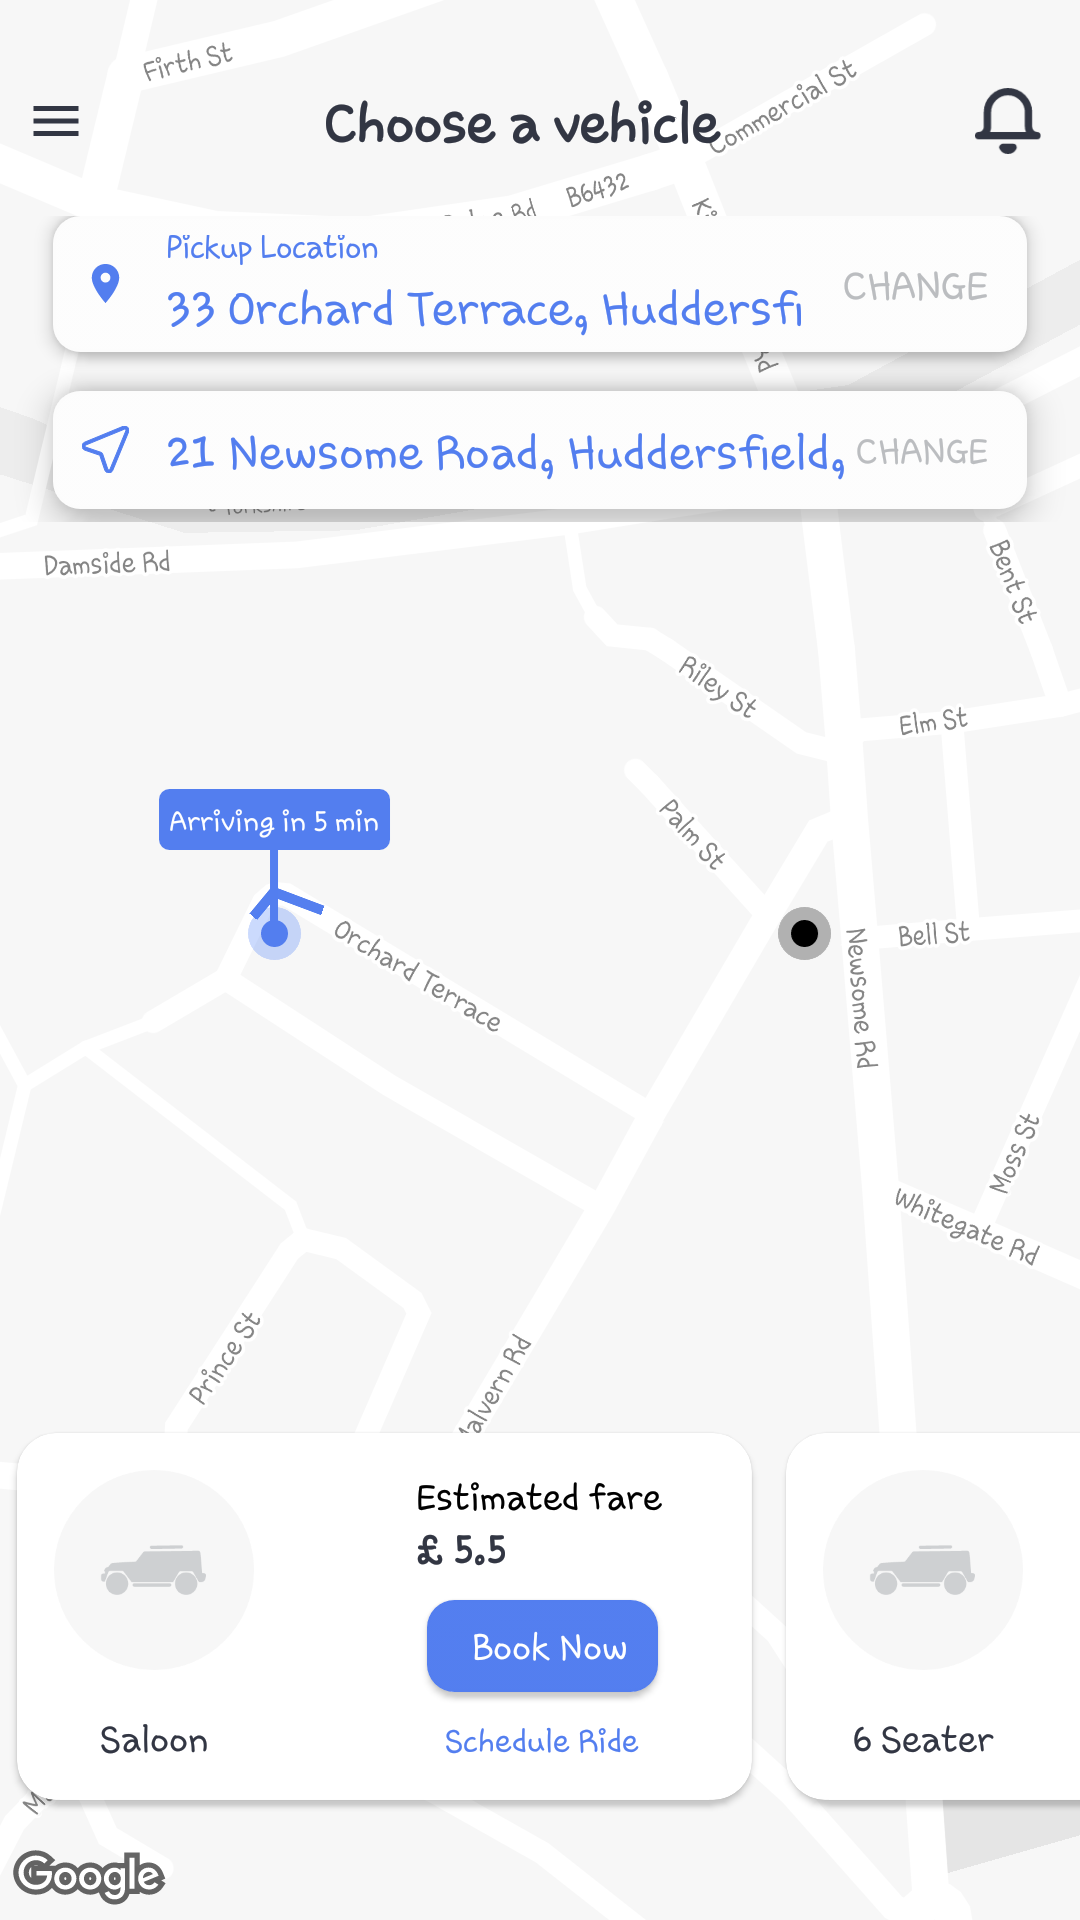 Firth St
Commercial St
Choose a vehicle
B6432
Rd
Pickup Location
33 Orchard Terrace, Huddersfi
CHANGE
Rd
21 Newsome Road, Huddersfield,
CHANGE
Damside Rd
Bent St
Riley St
Elm St
Arriving in 5 min
Palm St
Orchard Terrace
Bell St
Newsome Rd
Moss St
Whitegate Rd
Prince St
alvern Rd
Estimated fare
£ 5.5
Book Now
Saloon
Schedule Ride
6 Seater
Google